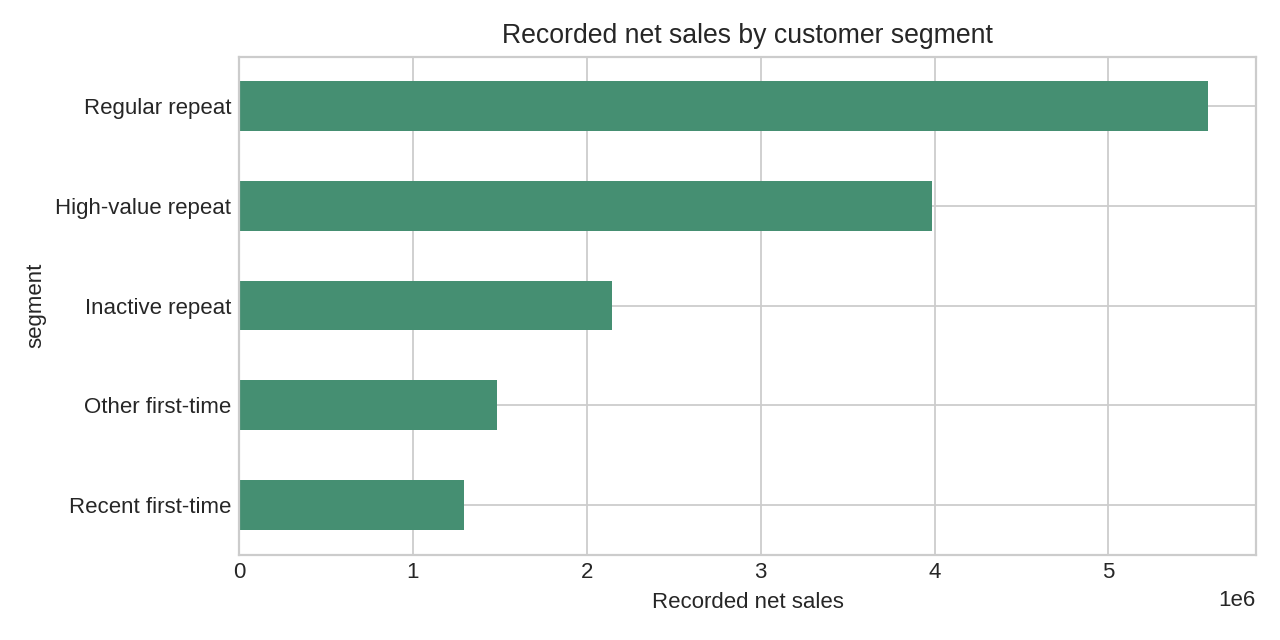 Recorded net sales by customer segment
Regular repeat
High-value repeat
Inactive repeat
Other first-time
Recent first-time
segment
0 1 2 3 4 5
Recorded net sales
1e6